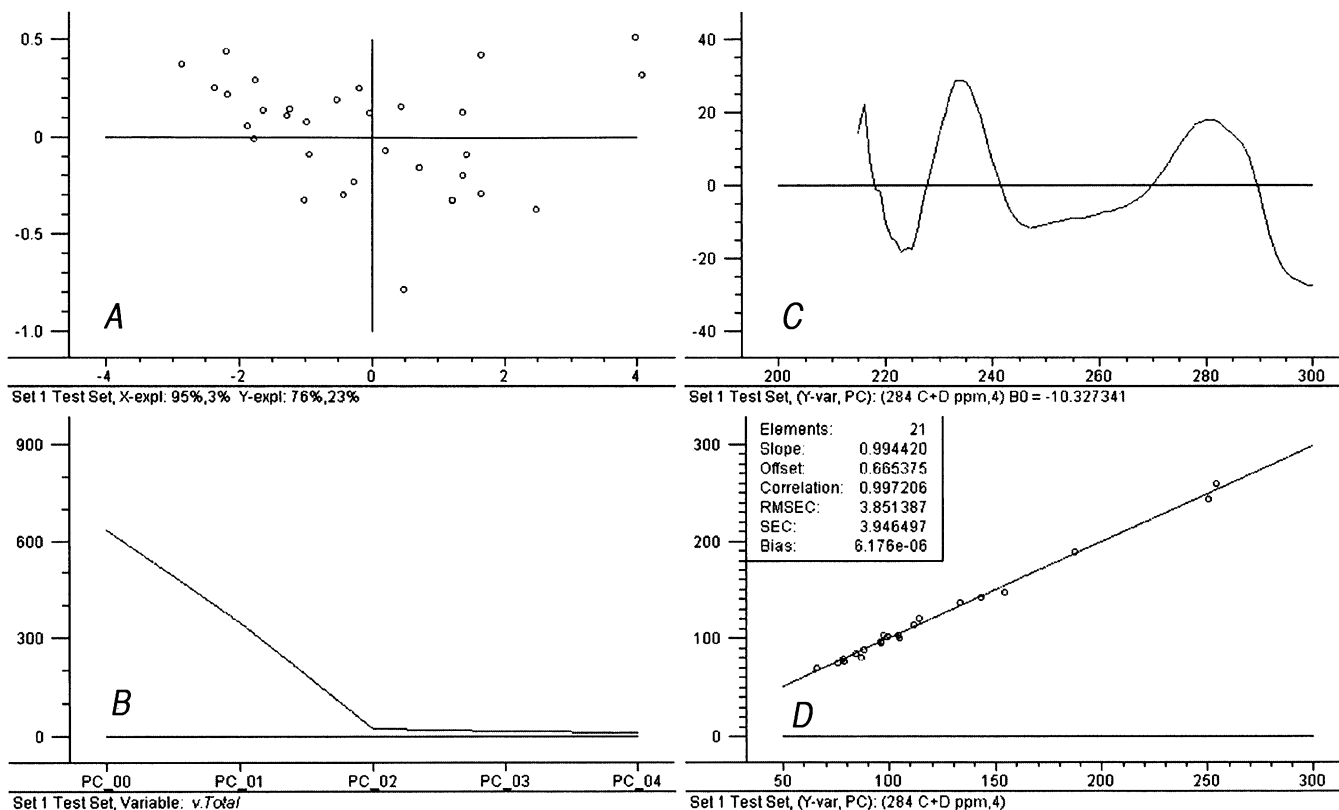 0.5
0
-0.5
-1.0
A
-4
-2
0
2
4
Set 1 Test Set, X-expl: 95%,3% Y-expl: 76%,23%
40
20
0
-20
-40
C
200
220
240
260
280
300
Set 1 Test Set, (Y-var, PC): (284 C+D ppm,4) B0 = -10.327341
900
600
300
0
B
PC_00
PC_01
PC_02
PC_03
PC_04
Set 1 Test Set, Variable: v.Total
300
200
100
0
Elements: 21
Slope: 0.994420
Offset: 0.665375
Correlation: 0.997206
RMSEC: 3.851387
SEC: 3.946497
Bias: 6.176e-06
D
50
100
150
200
250
300
Set 1 Test Set, (Y-var, PC): (284 C+D ppm,4)